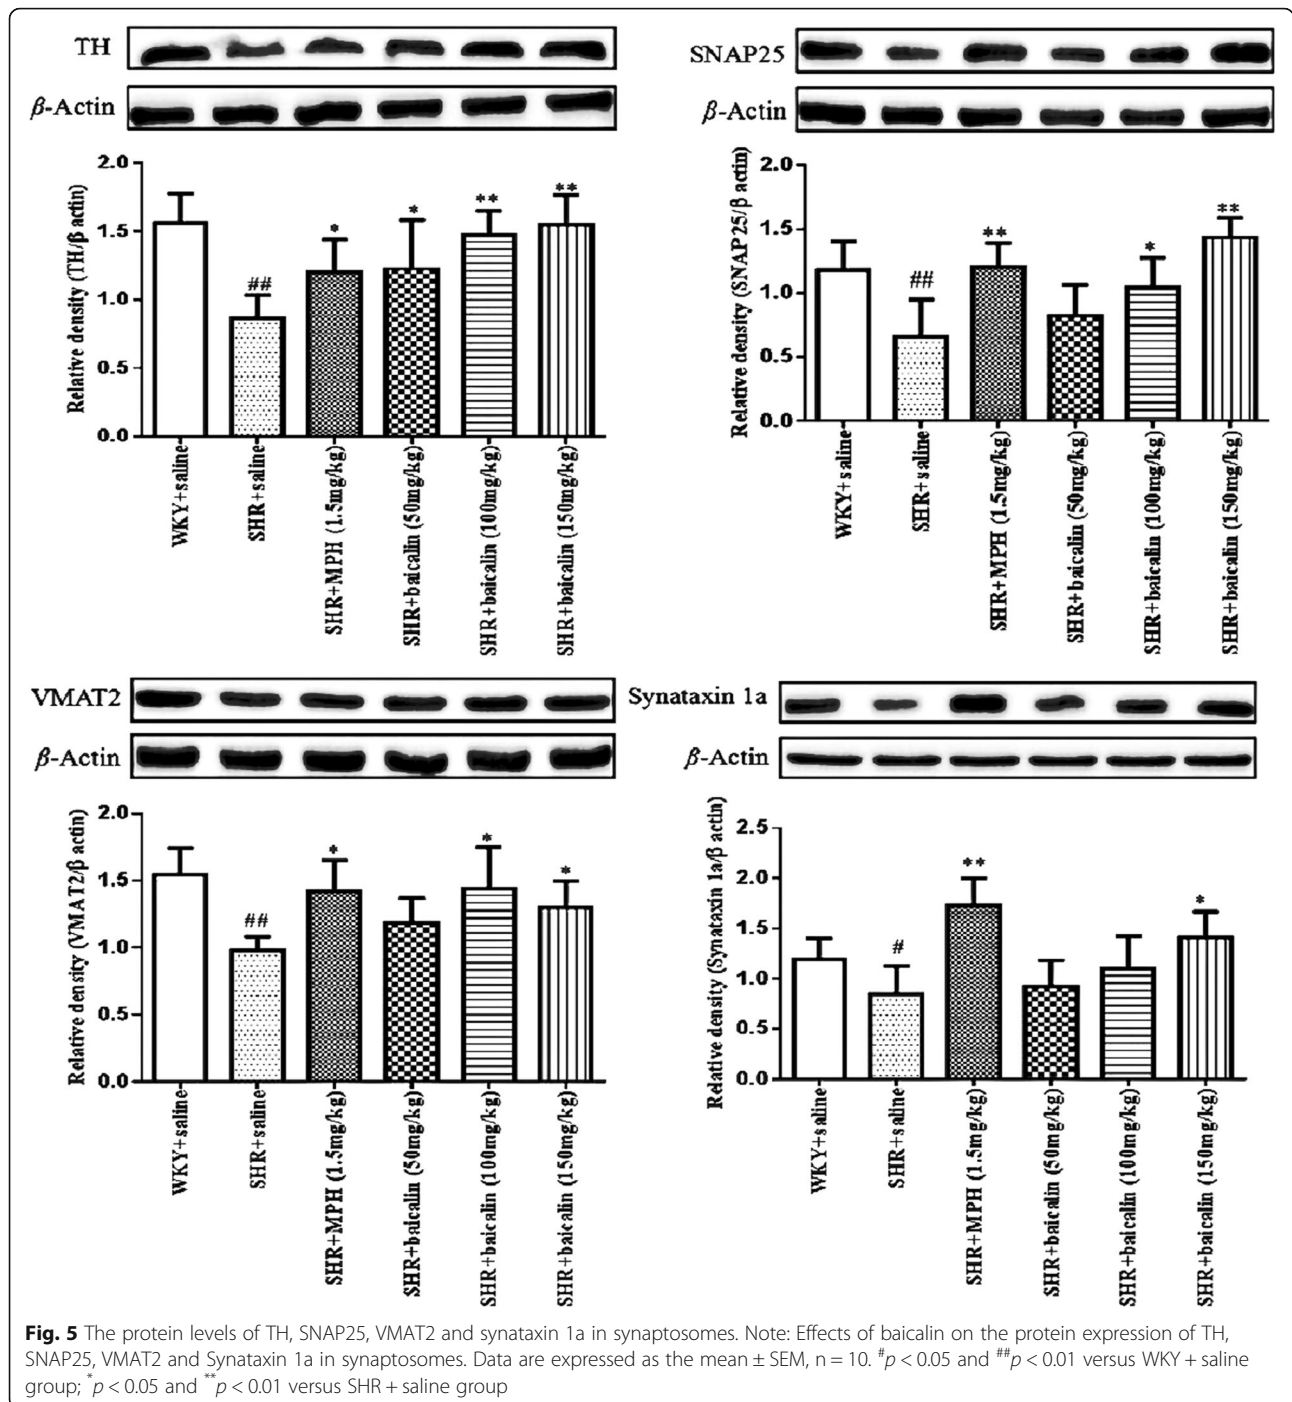 TH
β-Actin
2.0
1.5
1.0
0.5
0.0
Relative density (TH/β actin)
##
*
*
**
**
WKY+saline
SHR+saline
SHR+MPH (1.5mg/kg)
SHR+baicalin (50mg/kg)
SHR+baicalin (100mg/kg)
SHR+baicalin (150mg/kg)
SNAP25
β-Actin
2.0
1.5
1.0
0.5
0.0
Relative density (SNAP25/β actin)
##
**
*
**
WKY+saline
SHR+saline
SHR+MPH (1.5mg/kg)
SHR+baicalin (50mg/kg)
SHR+baicalin (100mg/kg)
SHR+baicalin (150mg/kg)
VMAT2
β-Actin
2.0
1.5
1.0
0.5
0.0
Relative density (VMAT2/β actin)
##
*
*
*
WKY+saline
SHR+saline
SHR+MPH (1.5mg/kg)
SHR+baicalin (50mg/kg)
SHR+baicalin (100mg/kg)
SHR+baicalin (150mg/kg)
Synataxin 1a
β-Actin
2.5
2.0
1.5
1.0
0.5
0.0
Relative density (Synataxin 1a/β actin)
#
**
*
WKY+saline
SHR+saline
SHR+MPH (1.5mg/kg)
SHR+baicalin (50mg/kg)
SHR+baicalin (100mg/kg)
SHR+baicalin (150mg/kg)
Fig. 5 The protein levels of TH, SNAP25, VMAT2 and synataxin 1a in synaptosomes. Note: Effects of baicalin on the protein expression of TH,
SNAP25, VMAT2 and Synataxin 1a in synaptosomes. Data are expressed as the mean ± SEM, n = 10. #p < 0.05 and ##p < 0.01 versus WKY + saline
group; *p < 0.05 and **p < 0.01 versus SHR + saline group